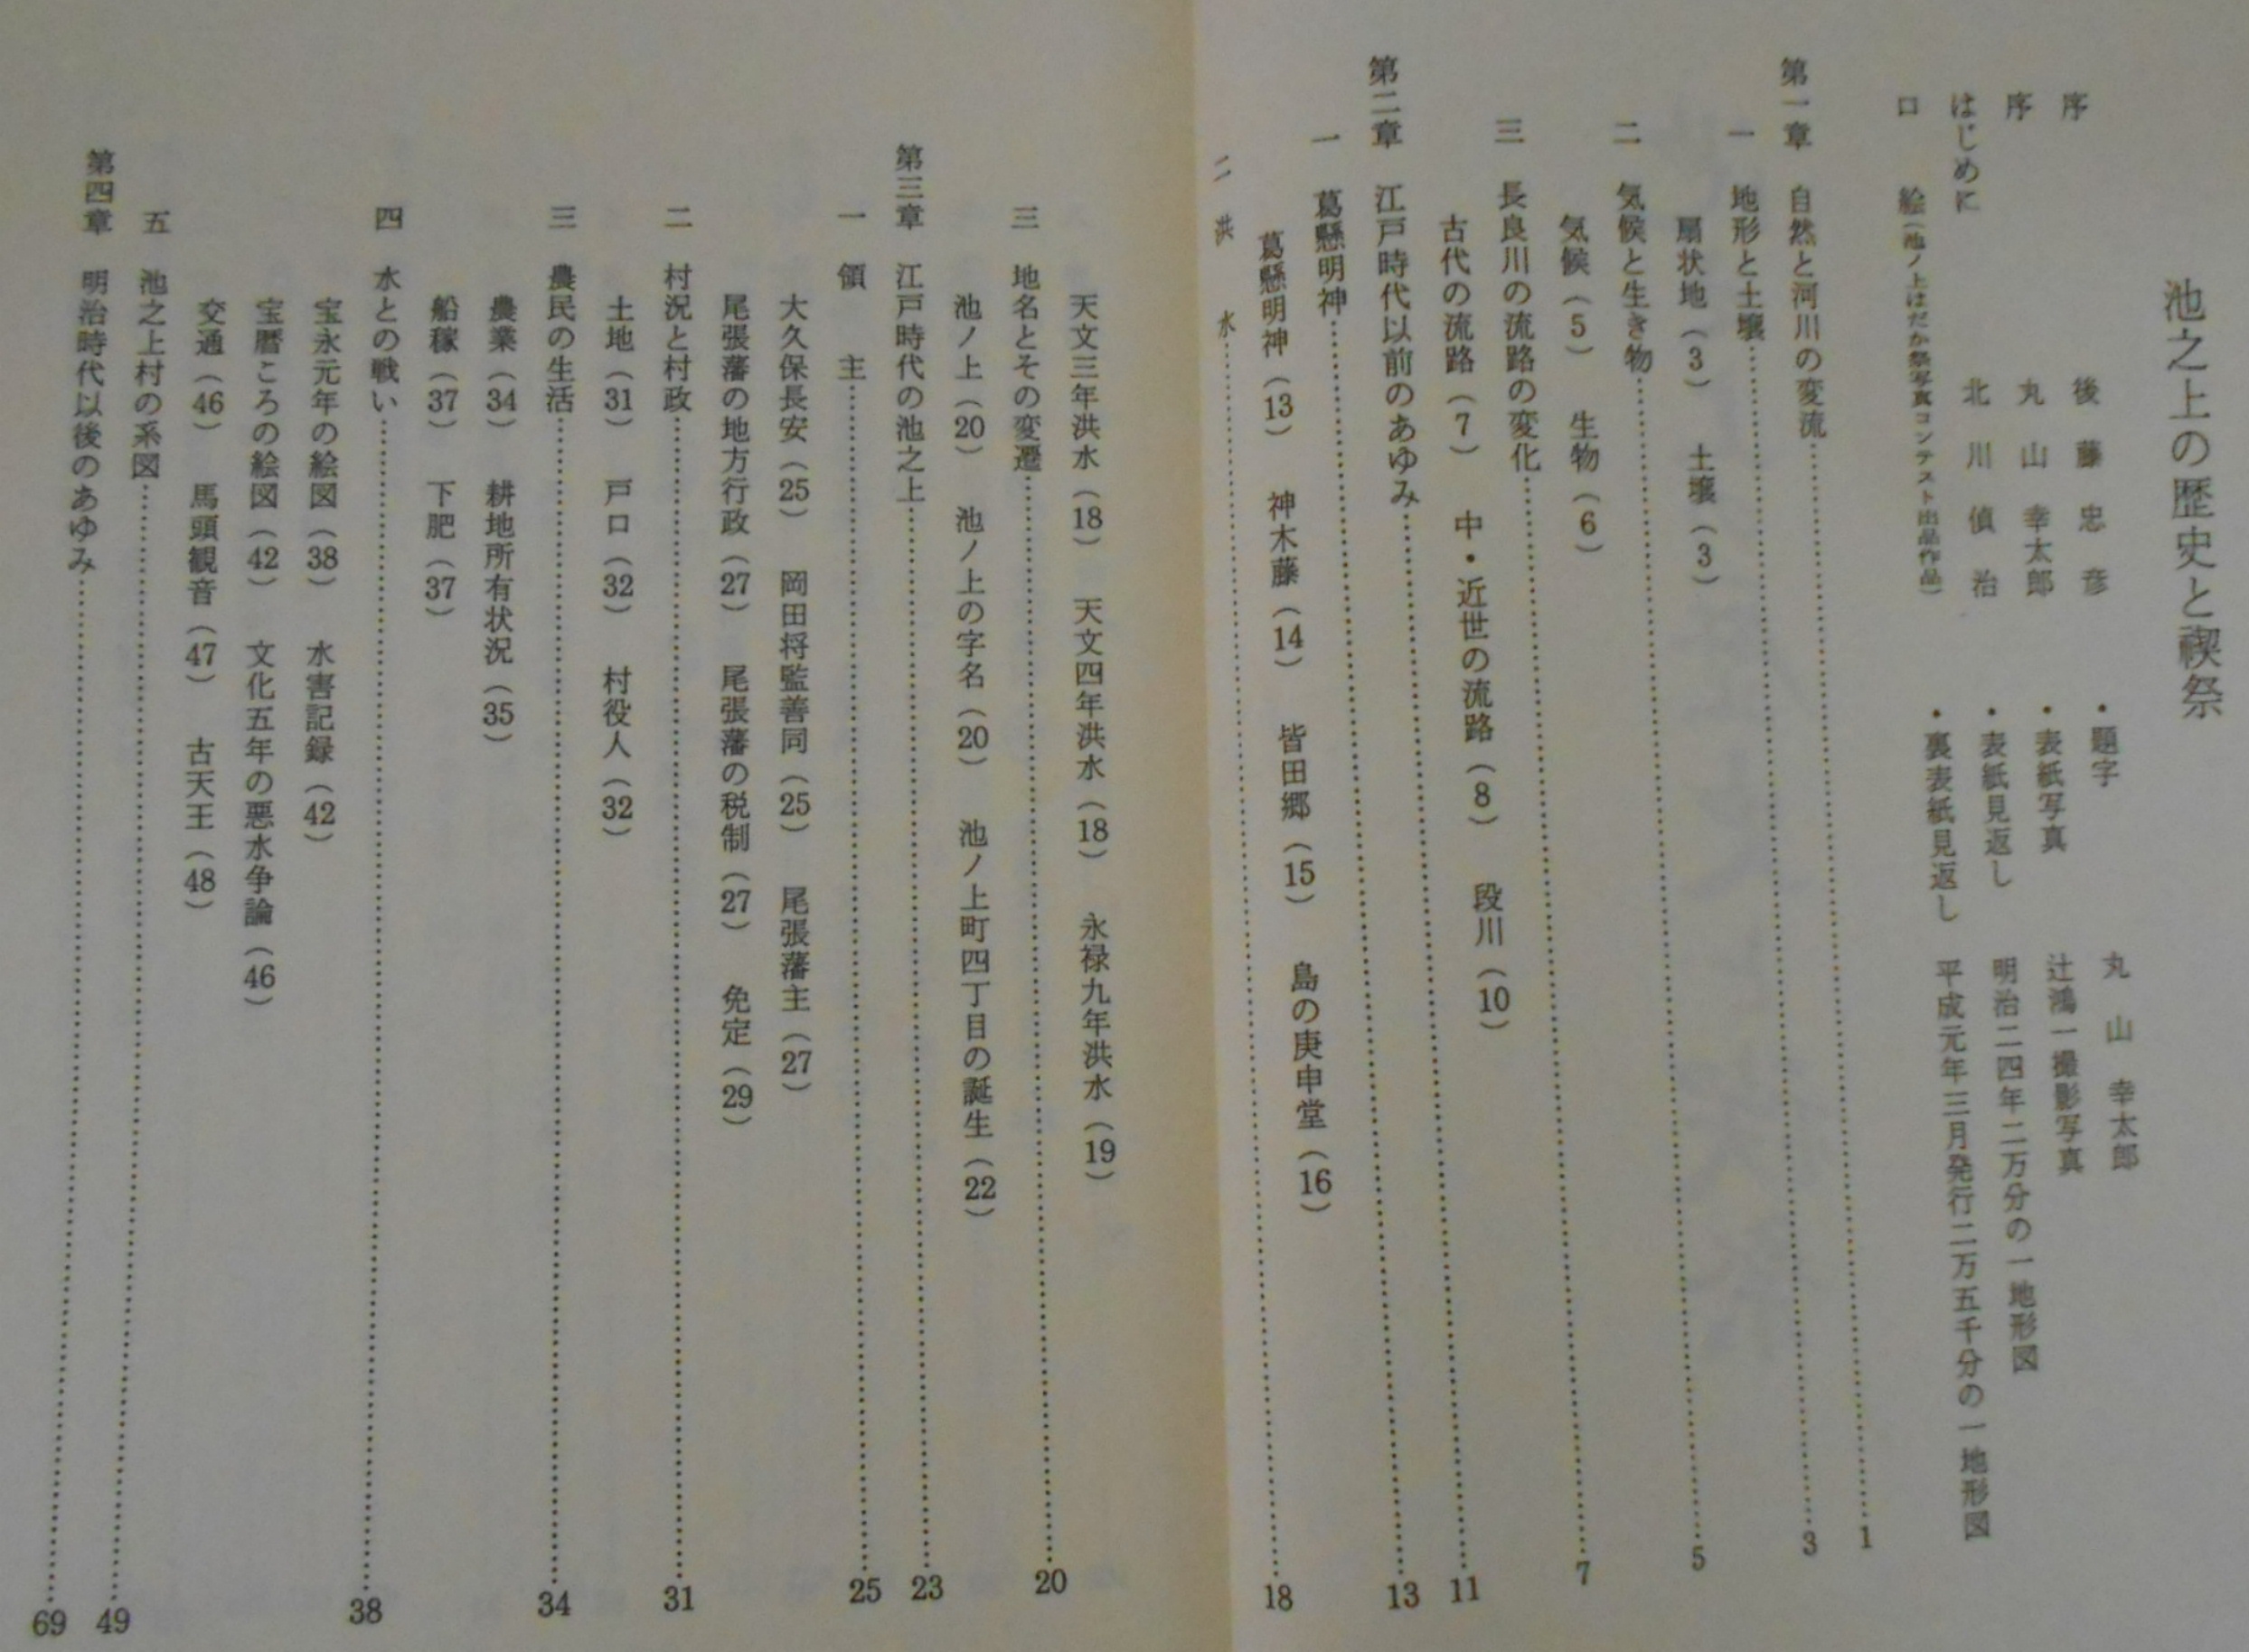 池之上の歴史と禊祭
序　後藤忠彦
序　丸山幸太郎
はじめに　北川偵治
口　絵（池ノ上はだか祭写真コンテスト出品作品）
・題字　丸山幸太郎
・表紙写真　辻鴻一撮影写真
・表紙見返し　明治二四年二万分の一地形図
・裏表紙見返し　平成元年三月発行二万五千分の一地形図
第一章　自然と河川の変流……1
一　地形と土壤……3
扇状地（3）　土壤（3）
二　気候と生き物……5
気候（5）　生物（6）
三　長良川の流路の変化……7
古代の流路（7）　中・近世の流路（8）　段川（10）
第二章　江戸時代以前のあゆみ……11
一　葛懸明神……13
葛懸明神（13）　神木藤（14）　皆田郷（15）　島の庚申堂（16）
二　洪　水……18
天文三年洪水（18）　天文四年洪水（18）　永禄九年洪水（19）
三　地名とその変遷……20
池ノ上（20）　池ノ上の字名（20）　池ノ上町四丁目の誕生（22）
第三章　江戸時代の池之上……23
一　領　主……25
大久保長安（25）　岡田将監善同（25）　尾張藩主（27）
尾張藩の地方行政（27）　尾張藩の税制（27）　免定（29）
二　村況と村政……31
土地（31）　戸口（32）　村役人（32）
三　農民の生活……34
農業（34）　耕地所有状況（35）
船稼（37）　下肥（37）
四　水との戦い……38
宝永元年の絵図（38）　水害記録（42）
宝暦ころの絵図（42）　文化五年の悪水争論（46）
交通（46）　馬頭観音（47）　古天王（48）
五　池之上村の系図……49
第四章　明治時代以後のあゆみ……69